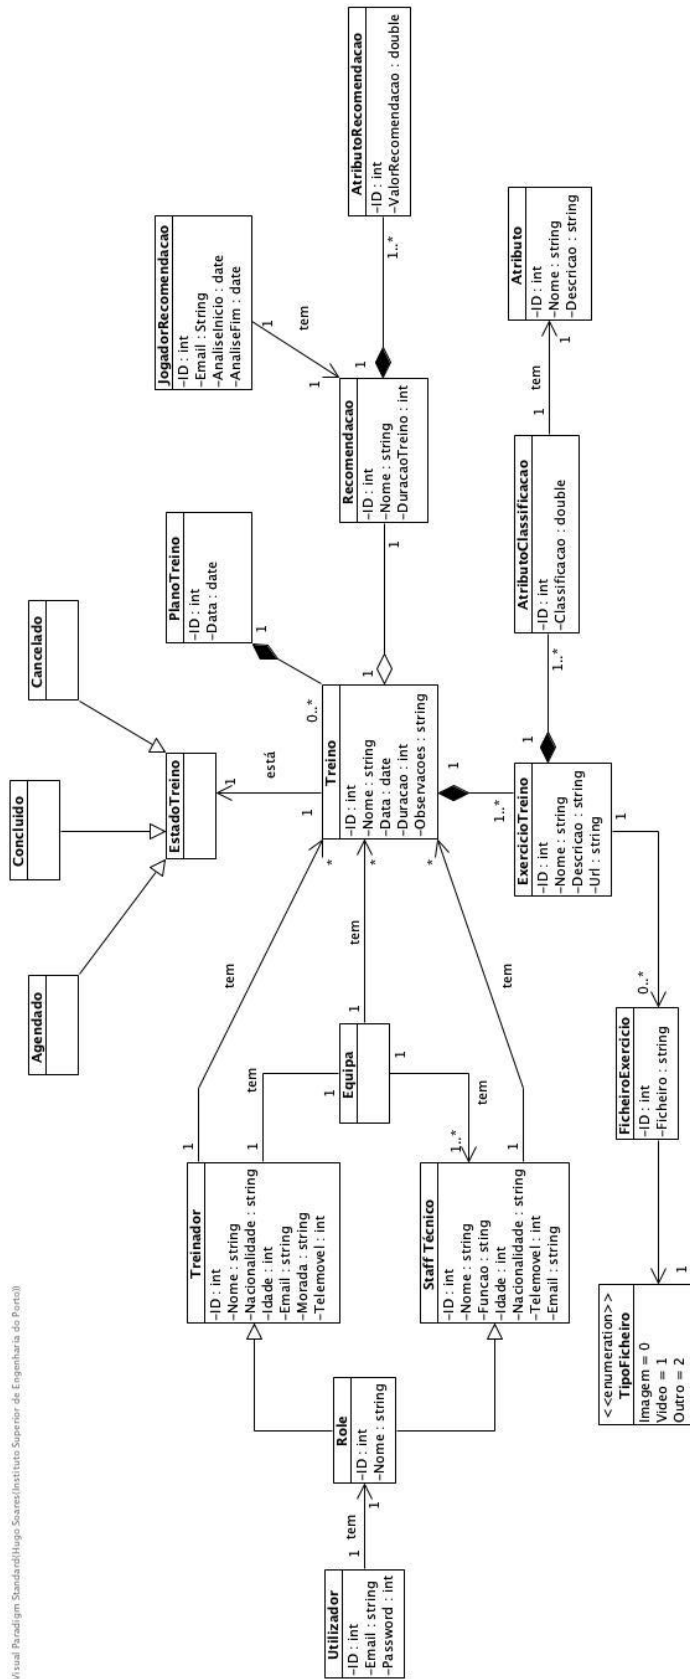 Visual Paradigm Standard(Hugo Soares(Instituto Superior de Engenharia do Porto))
Agendado
Concluido
Cancelado
EstadoTreino
1
está
1
PlanoTreino
-ID : int
-Data : date
1
0..*
JogadorRecomendacao
-ID : int
-Email : String
-AnaliseInicio : date
-AnaliseFim : date
1
tem
1
Treinador
-ID : int
-Nome : string
-Nacionalidade : string
-Idade : int
-Email : string
-Morada : string
-Telemovel : int
1
tem
*
1
tem
1
Utilizador
-ID : int
-Email : string
-Password : int
1
tem
1
Role
-ID : int
-Nome : string
Equipa
1
tem
*
1
tem
1..*
Treino
-ID : int
-Nome : string
-Data : date
-Duracao : int
-Observacoes : string
1
1
Recomendacao
-ID : int
-Nome : string
-DuracaoTreino : int
1
1..*
AtributoRecomendacao
-ID : int
-ValorRecomendacao : double
Staff Técnico
-ID : int
-Nome : string
-Funcao : sting
-Idade : int
-Nacionalidade : string
-Telemovel : int
-Email : string
1
tem
*
1
1..*
ExercicioTreino
-ID : int
-Nome : string
-Descricao : string
-Url : string
1
1..*
AtributoClassificacao
-ID : int
-Classificacao : double
1
tem
1
Atributo
-ID : int
-Nome : string
-Descricao : string
1
0..*
FicheiroExercicio
-ID : int
-Ficheiro : string
1
<<enumeration>>
TipoFicheiro
Imagem = 0
Video = 1
Outro = 2